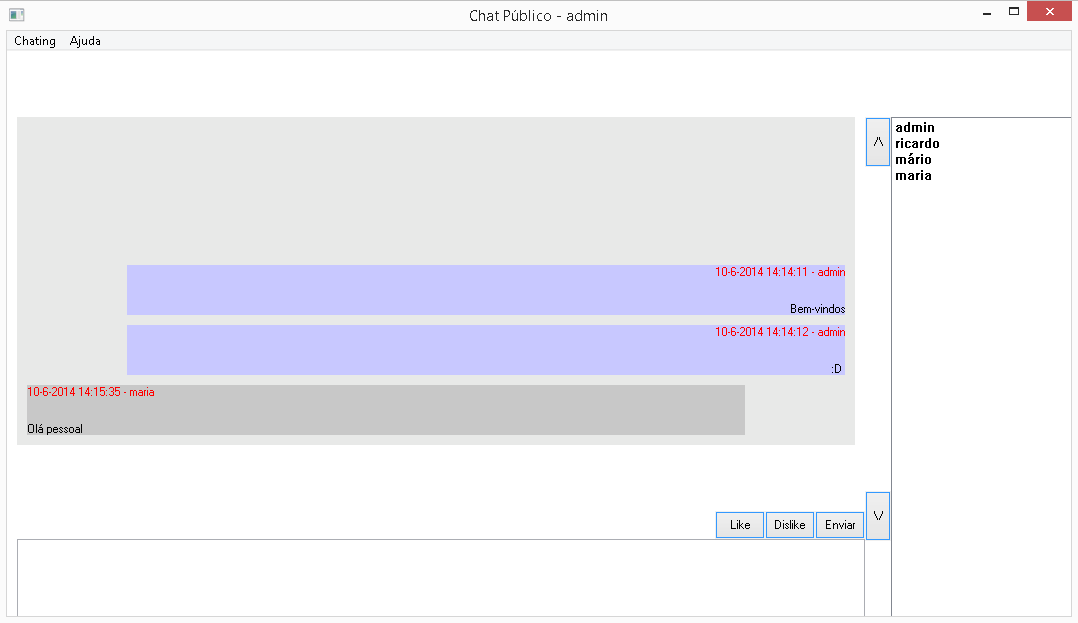 Chat Público - admin
Chating Ajuda
/\
admin
ricardo
mário
maria
10-6-2014 14:14:11 - admin
Bem-vindos
10-6-2014 14:14:12 - admin
:D
10-6-2014 14:15:35 - maria
Olá pessoal
Like Dislike Enviar
\/